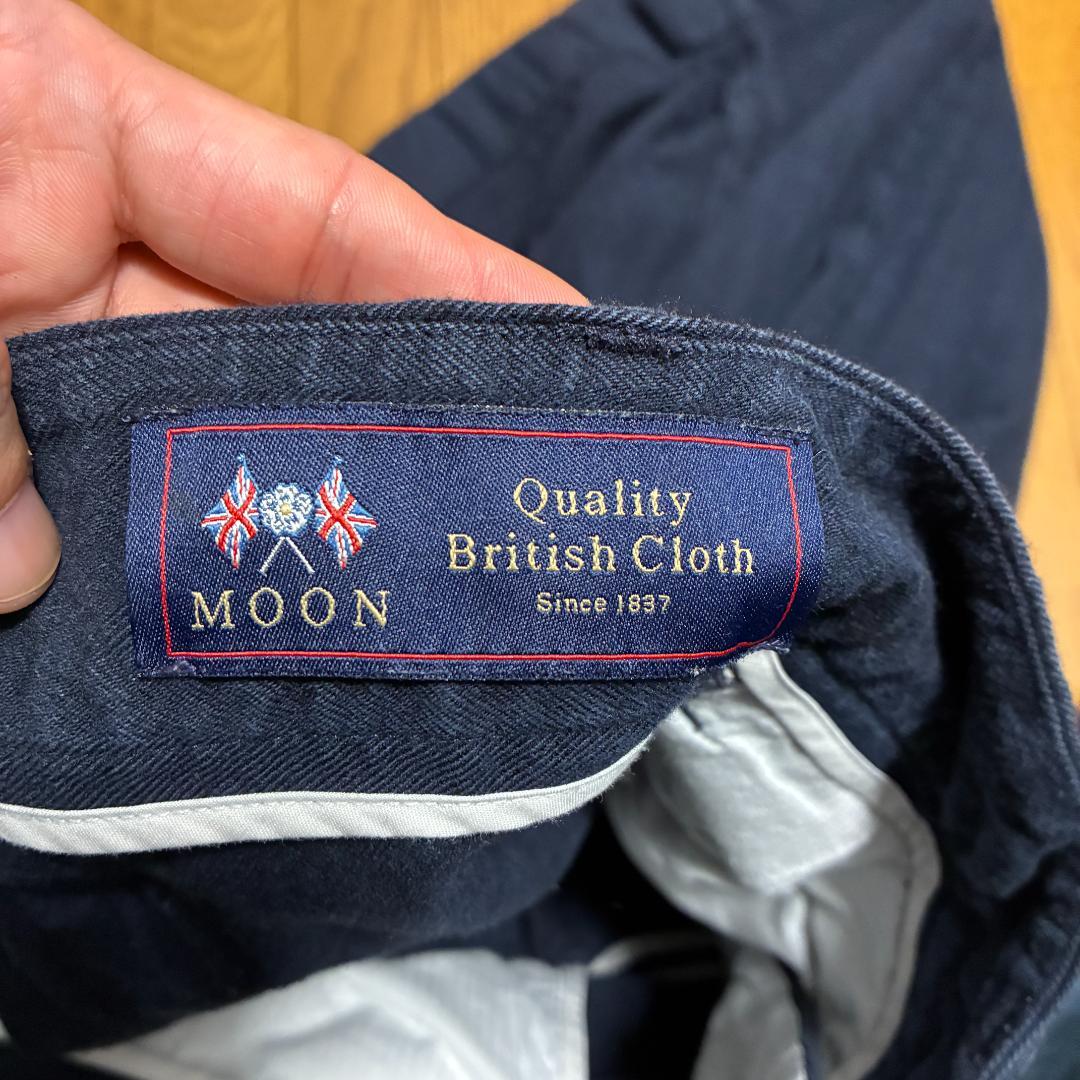 MOON
Quality
British Cloth
Since 1837